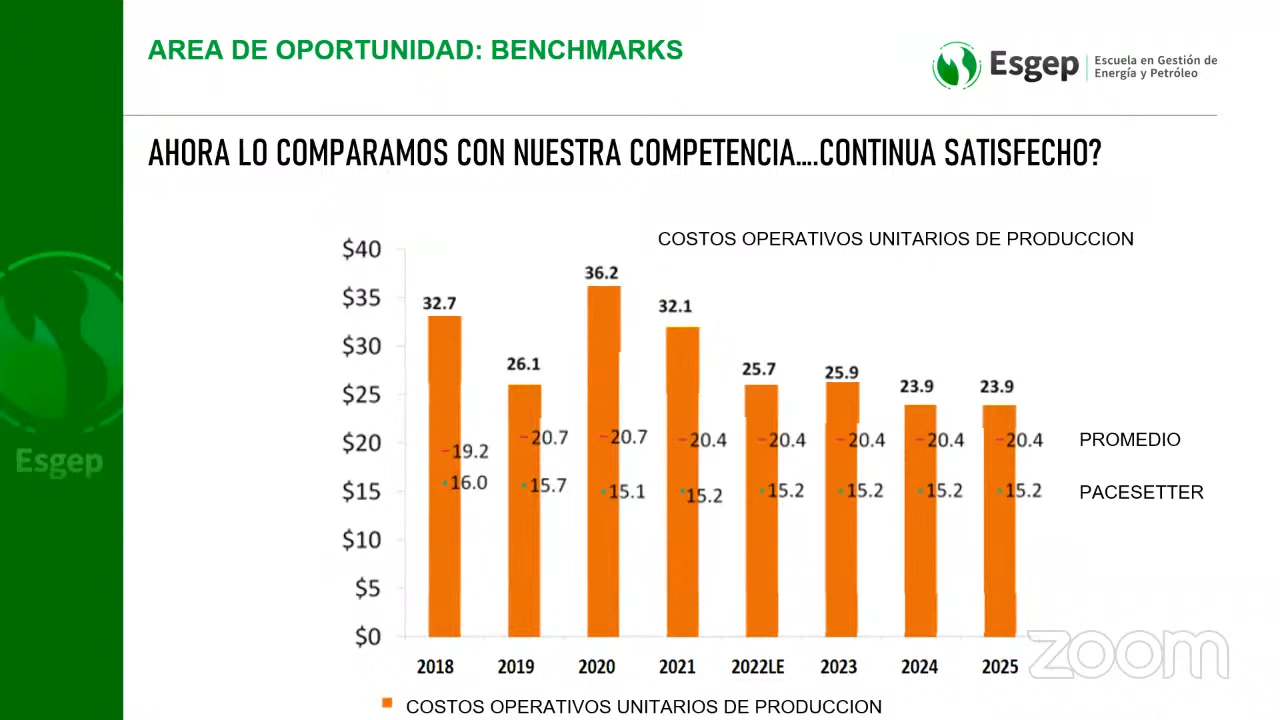 AREA DE OPORTUNIDAD: BENCHMARKS
Esgep
Escuela en Gestión de
Energía y Petróleo
AHORA LO COMPARAMOS CON NUESTRA COMPETENCIA....CONTINUA SATISFECHO?
COSTOS OPERATIVOS UNITARIOS DE PRODUCCION
$40
$35
$30
$25
$20
$15
$10
$5
$0
32.7
26.1
36.2
32.1
25.7
25.9
23.9
23.9
19.2
20.7
20.7
20.4
20.4
20.4
20.4
20.4
PROMEDIO
16.0
15.7
15.1
15.2
15.2
15.2
15.2
15.2
PACESETTER
Esgep
2018 2019 2020 2021 2022LE 2023 2024 2025
zoom
COSTOS OPERATIVOS UNITARIOS DE PRODUCCION